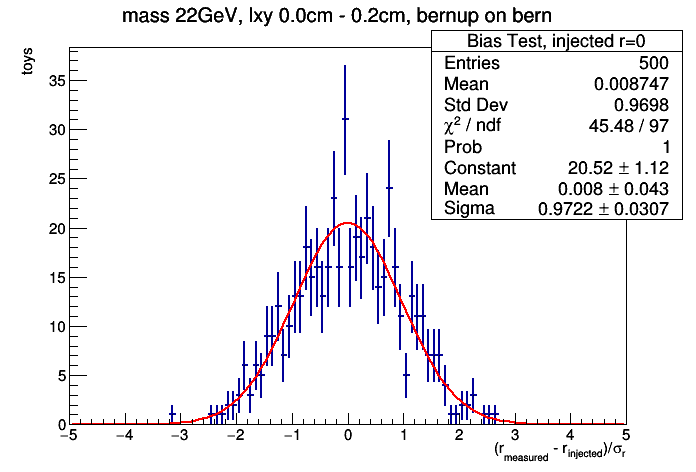 mass 22GeV, lxy 0.0cm - 0.2cm, bernup on bern
toys
Bias Test, injected r=0
Entries 500
Mean 0.008747
Std Dev 0.9698
χ² / ndf 45.48 / 97
Prob 1
Constant 20.52 ± 1.12
Mean 0.008 ± 0.043
Sigma 0.9722 ± 0.0307
35
30
25
20
15
10
5
0
−5 −4 −3 −2 −1 0 1 2 3 4 5
(r_measured - r_injected)/σ_r